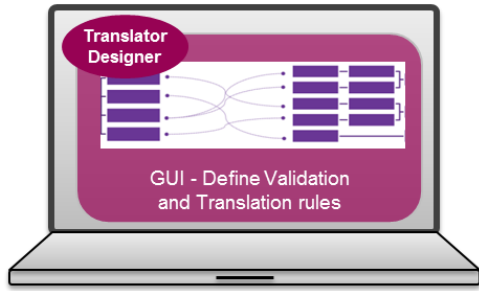 Translator
Designer
GUI - Define Validation
and Translation rules